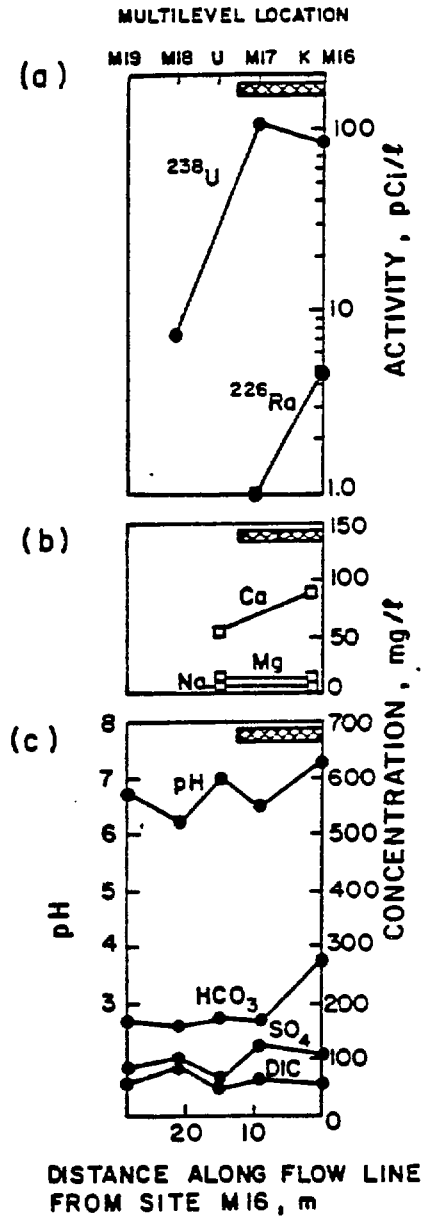 MULTILEVEL LOCATION
M19 M18 U M17 K M16
(a)
238U
226Ra
100
10
1.0
ACTIVITY, pCi/ℓ
(b)
Ca
Mg
Na
150
100
50
0
(c)
8
7
6
5
4
3
pH
pH
HCO3
SO4
DIC
700
600
500
400
300
200
100
0
CONCENTRATION, mg/ℓ
20 10 0
DISTANCE ALONG FLOW LINE
FROM SITE M16, m